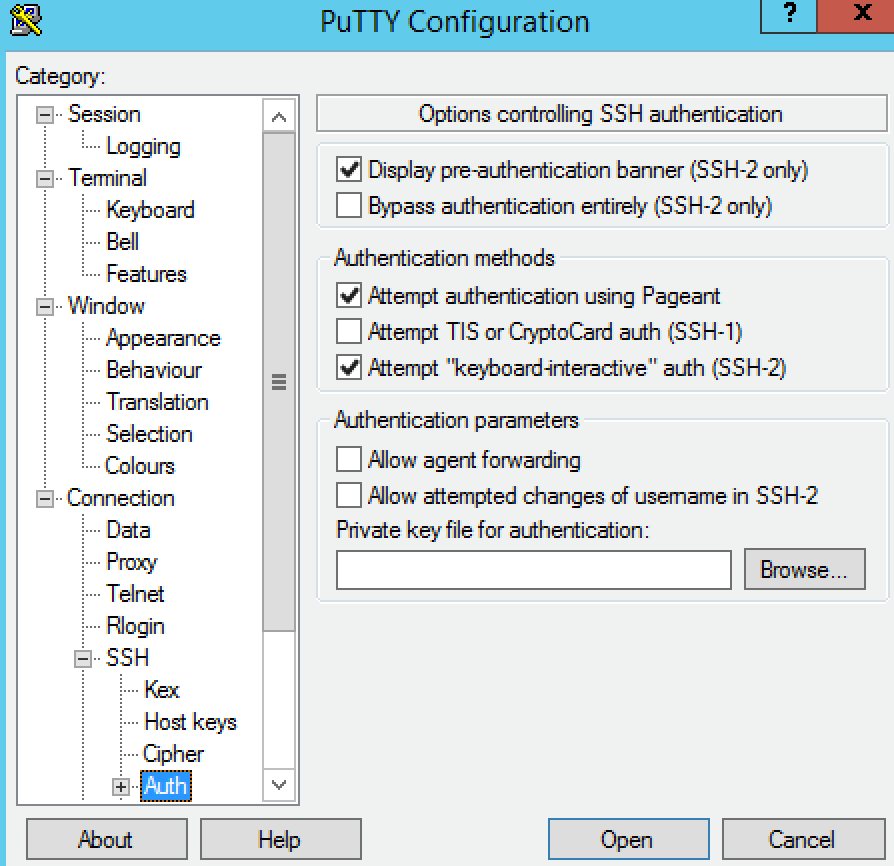 PuTTY Configuration
?
x
Category:
Session
Logging
Terminal
Keyboard
Bell
Features
Window
Appearance
Behaviour
Translation
Selection
Colours
Connection
Data
Proxy
Telnet
Rlogin
SSH
Kex
Host keys
Cipher
Auth
Options controlling SSH authentication
Display pre-authentication banner (SSH-2 only)
Bypass authentication entirely (SSH-2 only)
Authentication methods
Attempt authentication using Pageant
Attempt TIS or CryptoCard auth (SSH-1)
Attempt "keyboard-interactive" auth (SSH-2)
Authentication parameters
Allow agent forwarding
Allow attempted changes of username in SSH-2
Private key file for authentication:
Browse...
About
Help
Open
Cancel